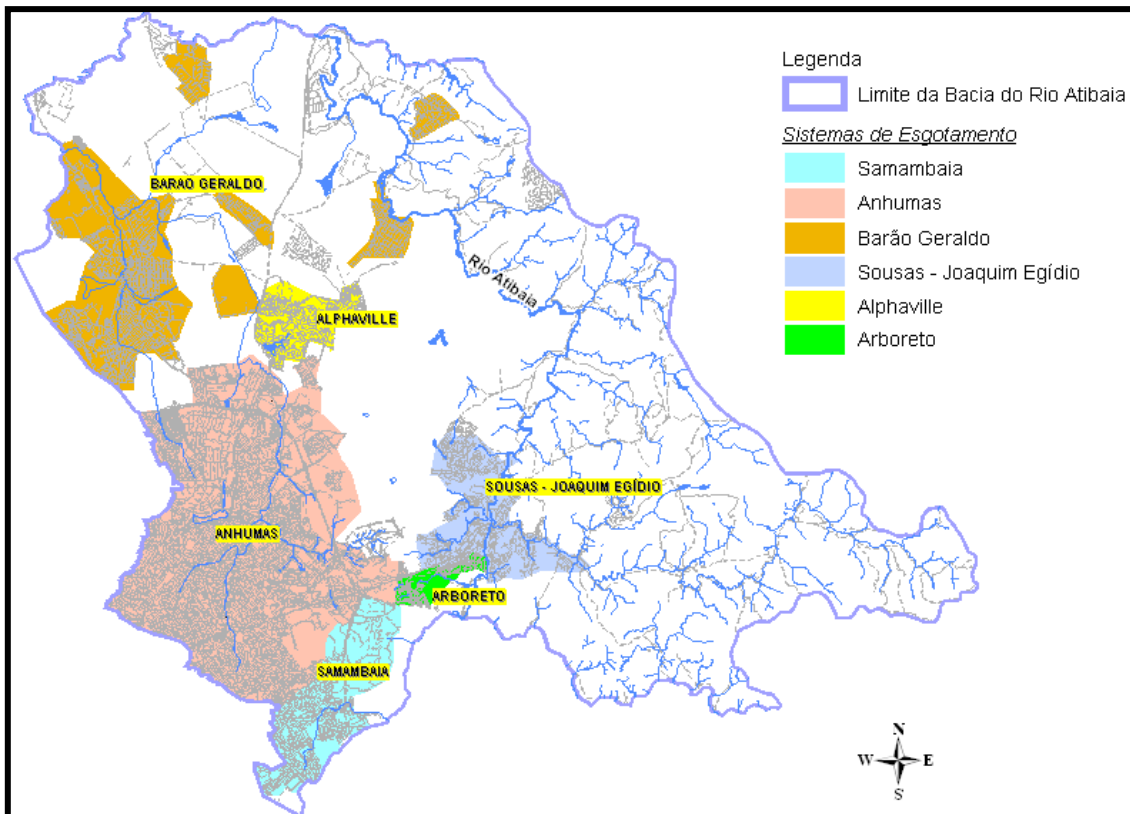 Legenda
Limite da Bacia do Rio Atibaia
Sistemas de Esgotamento
Samambaia
Anhumas
Barão Geraldo
Sousas - Joaquim Egídio
Alphaville
Arboreto
BARAO GERALDO
Rio Atibaia
ALPHAVILLE
SOUSAS - JOAQUIM EGÍDIO
ANHUMAS
ARBORETO
SAMAMBAIA
N
W E
S